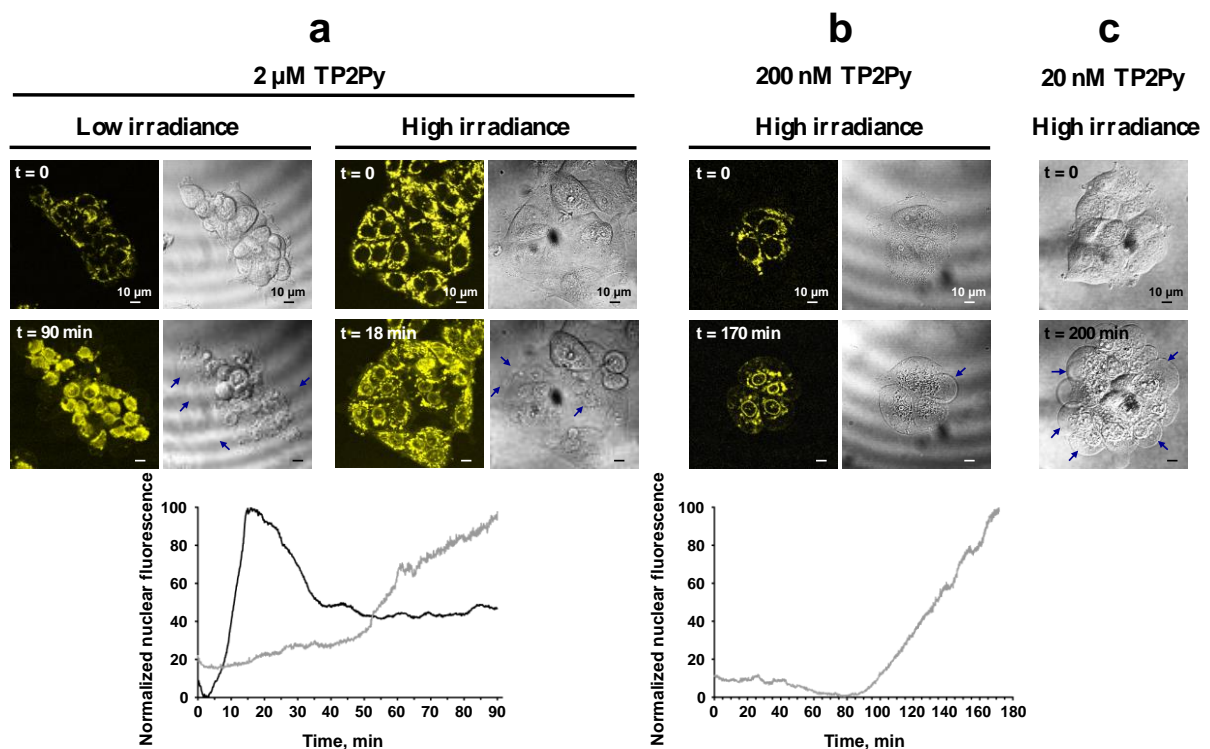 a
b
c
2 µM TP2Py
200 nM TP2Py
20 nM TP2Py
Low irradiance
High irradiance
High irradiance
High irradiance
t = 0
t = 0
t = 0
t = 0
10 µm
10 µm
10 µm
10 µm
10 µm
10 µm
10 µm
t = 90 min
t = 18 min
t = 170 min
t = 200 min
Normalized nuclear fluorescence
100
80
60
40
20
0
0 10 20 30 40 50 60 70 80 90
Time, min
Normalized nuclear fluorescence
100
80
60
40
20
0
0 20 40 60 80 100 120 140 160 180
Time, min